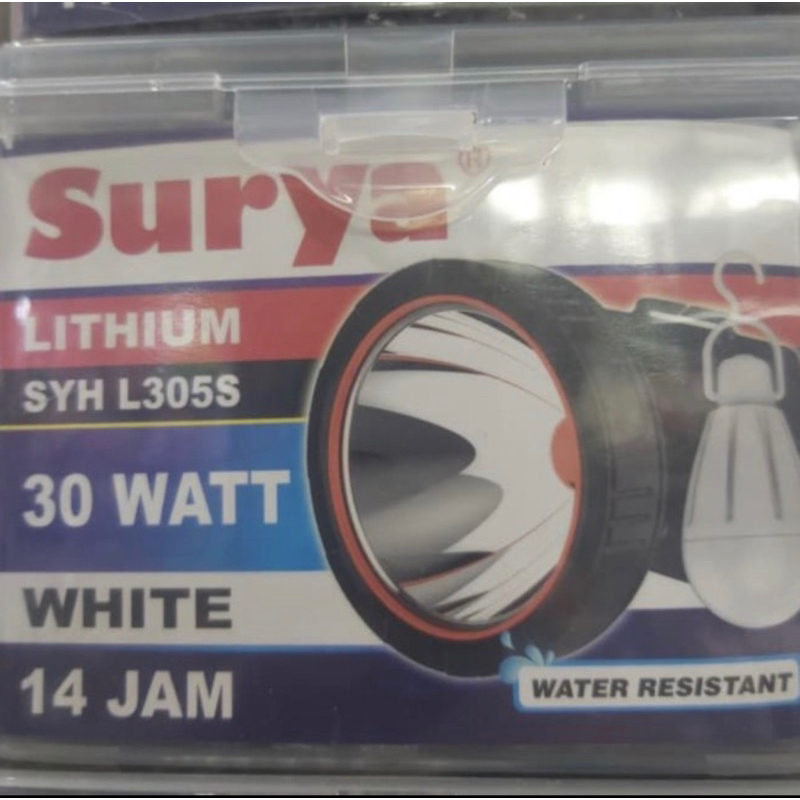 Surya®
LITHIUM
SYH L305S
30 WATT
WHITE
14 JAM
WATER RESISTANT